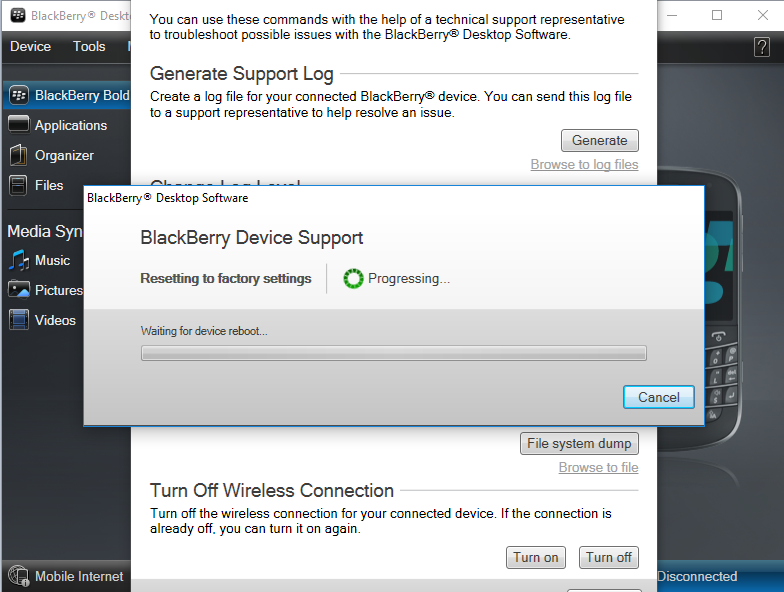 BlackBerry® Deskt
You can use these commands with the help of a technical support representative
to troubleshoot possible issues with the BlackBerry® Desktop Software.
Device Tools
?
Generate Support Log
Create a log file for your connected BlackBerry® device. You can send this log file
to a support representative to help resolve an issue.
Generate
Browse to log files
BlackBerry Bold
Applications
Organizer
Files
Media Syn
Music
Pictures
Videos
Change Log Level
BlackBerry® Desktop Software
BlackBerry Device Support
Resetting to factory settings
Progressing...
Waiting for device reboot...
Cancel
File system dump
Browse to file
Turn Off Wireless Connection
Turn off the wireless connection for your connected device. If the connection is
already off, you can turn it on again.
Turn on Turn off
Mobile Internet
Disconnected